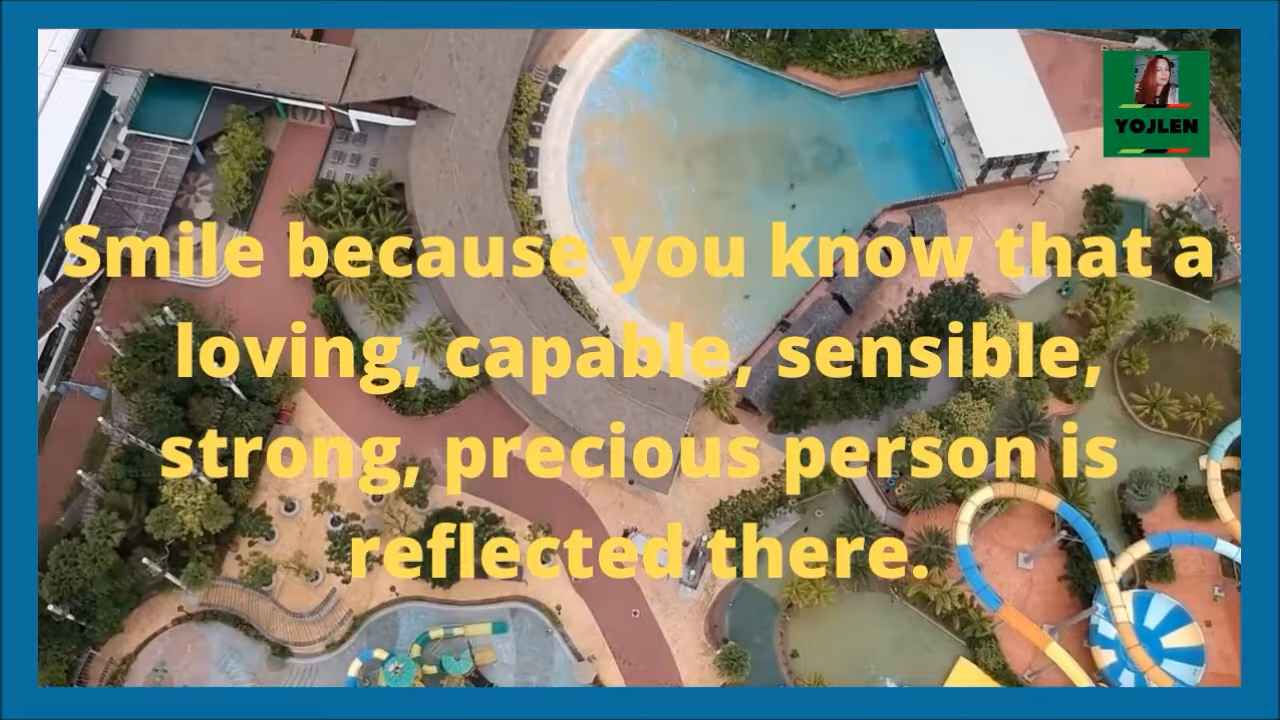 YOJLEN
Smile because you know that a
loving, capable, sensible,
strong, precious person is
reflected there.